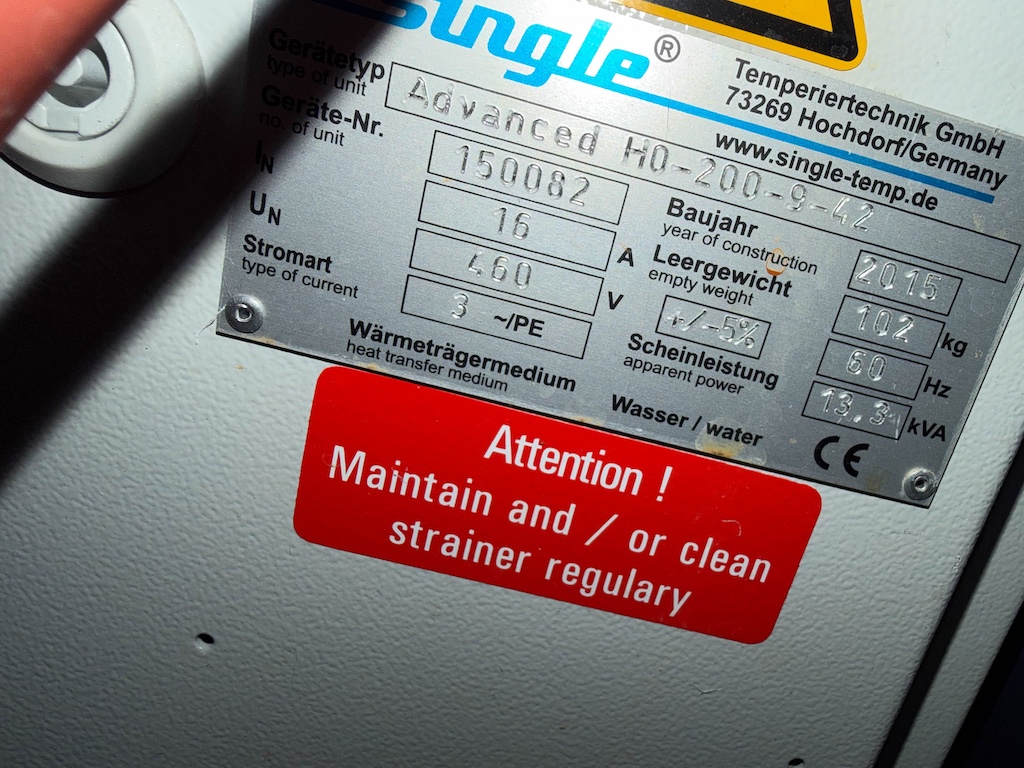 single®
Temperiertechnik GmbH
73269 Hochdorf/Germany
www.single-temp.de
Gerätetyp
type of unit
Advanced HO-200-9-42
Geräte-Nr.
no. of unit
150082
Baujahr
year of construction
2015
IN
16 A
Leergewicht
empty weight
102 kg
UN
460 V
+/-5%
60 Hz
Stromart
type of current
3 ~/PE
Scheinleistung
apparent power
13.3 kVA
Wärmeträgermedium
heat transfer medium
Wasser / water
CE
Attention !
Maintain and / or clean
strainer regulary